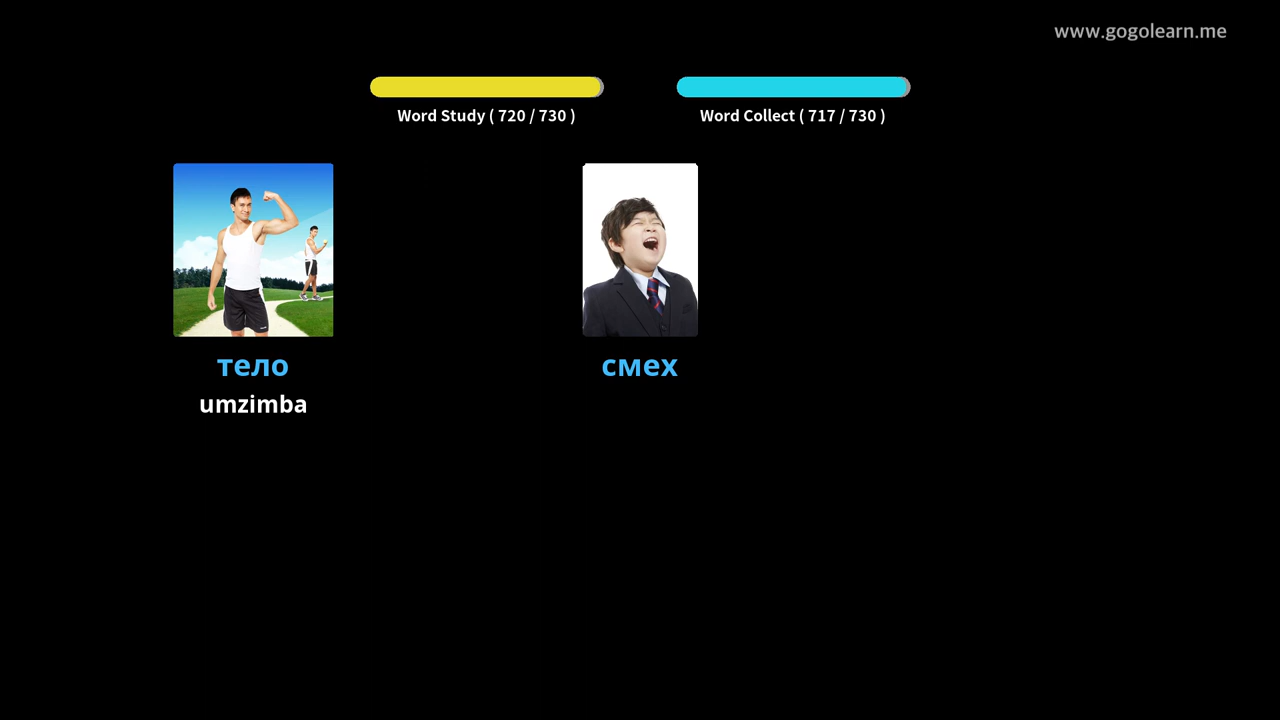 www.gogolearn.me
Word Study ( 720 / 730 )
Word Collect ( 717 / 730 )
тело
umzimba
смех